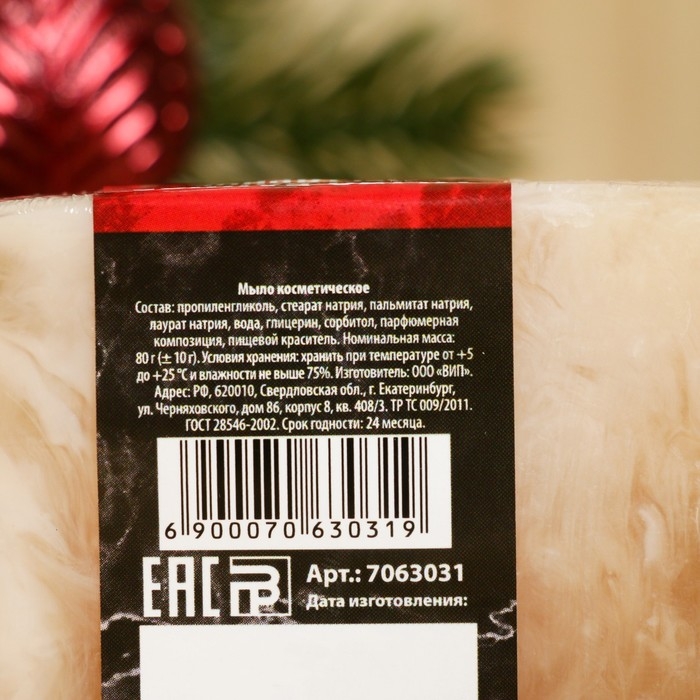 Мыло косметическое
Состав: пропиленгликоль, стеарат натрия, пальмитат натрия,
лаурат натрия, вода, глицерин, сорбитол, парфюмерная
композиция, пищевой краситель. Номинальная масса:
80 г (± 10 г). Условия хранения: хранить при температуре от +5
до +25 °С и влажности не выше 75%. Изготовитель: ООО «ВИП».
Адрес: РФ, 620010, Свердловская обл., г. Екатеринбург,
ул. Черняховского, дом 86, корпус 8, кв. 408/3. ТР ТС 009/2011.
ГОСТ 28546-2002. Срок годности: 24 месяца.
6 900070 630319
ЕАС
Арт.: 7063031
Дата изготовления: